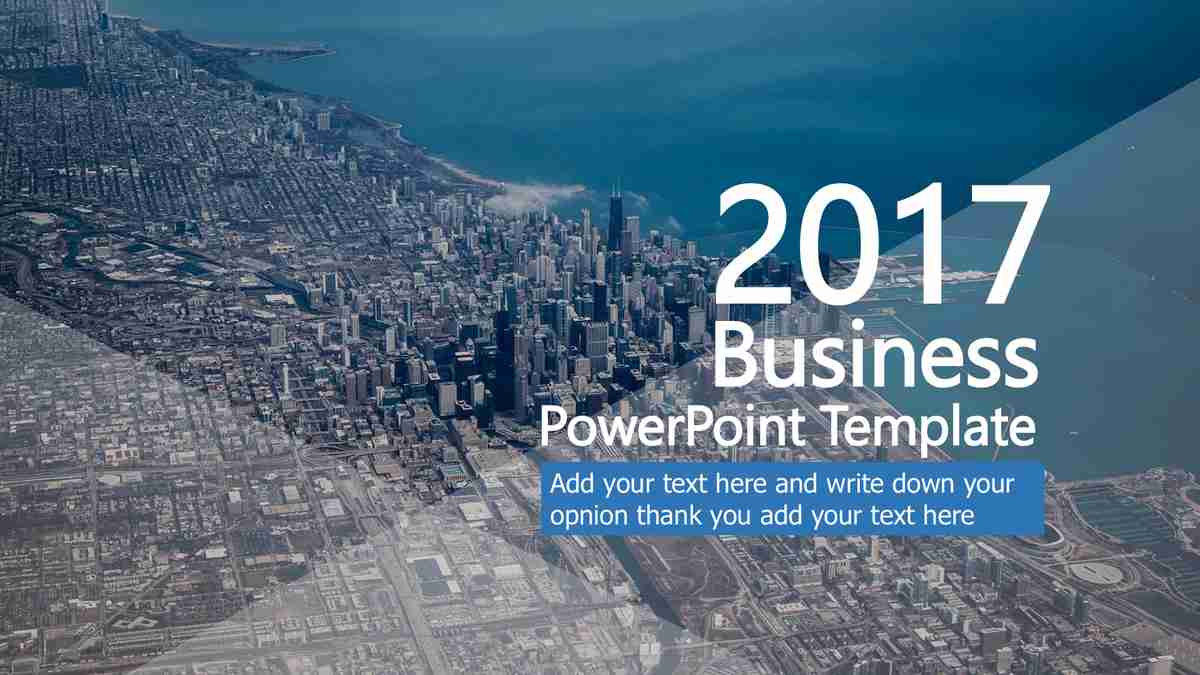 2017
Business
PowerPoint Template
Add your text here and write down your
opnion thank you add your text here